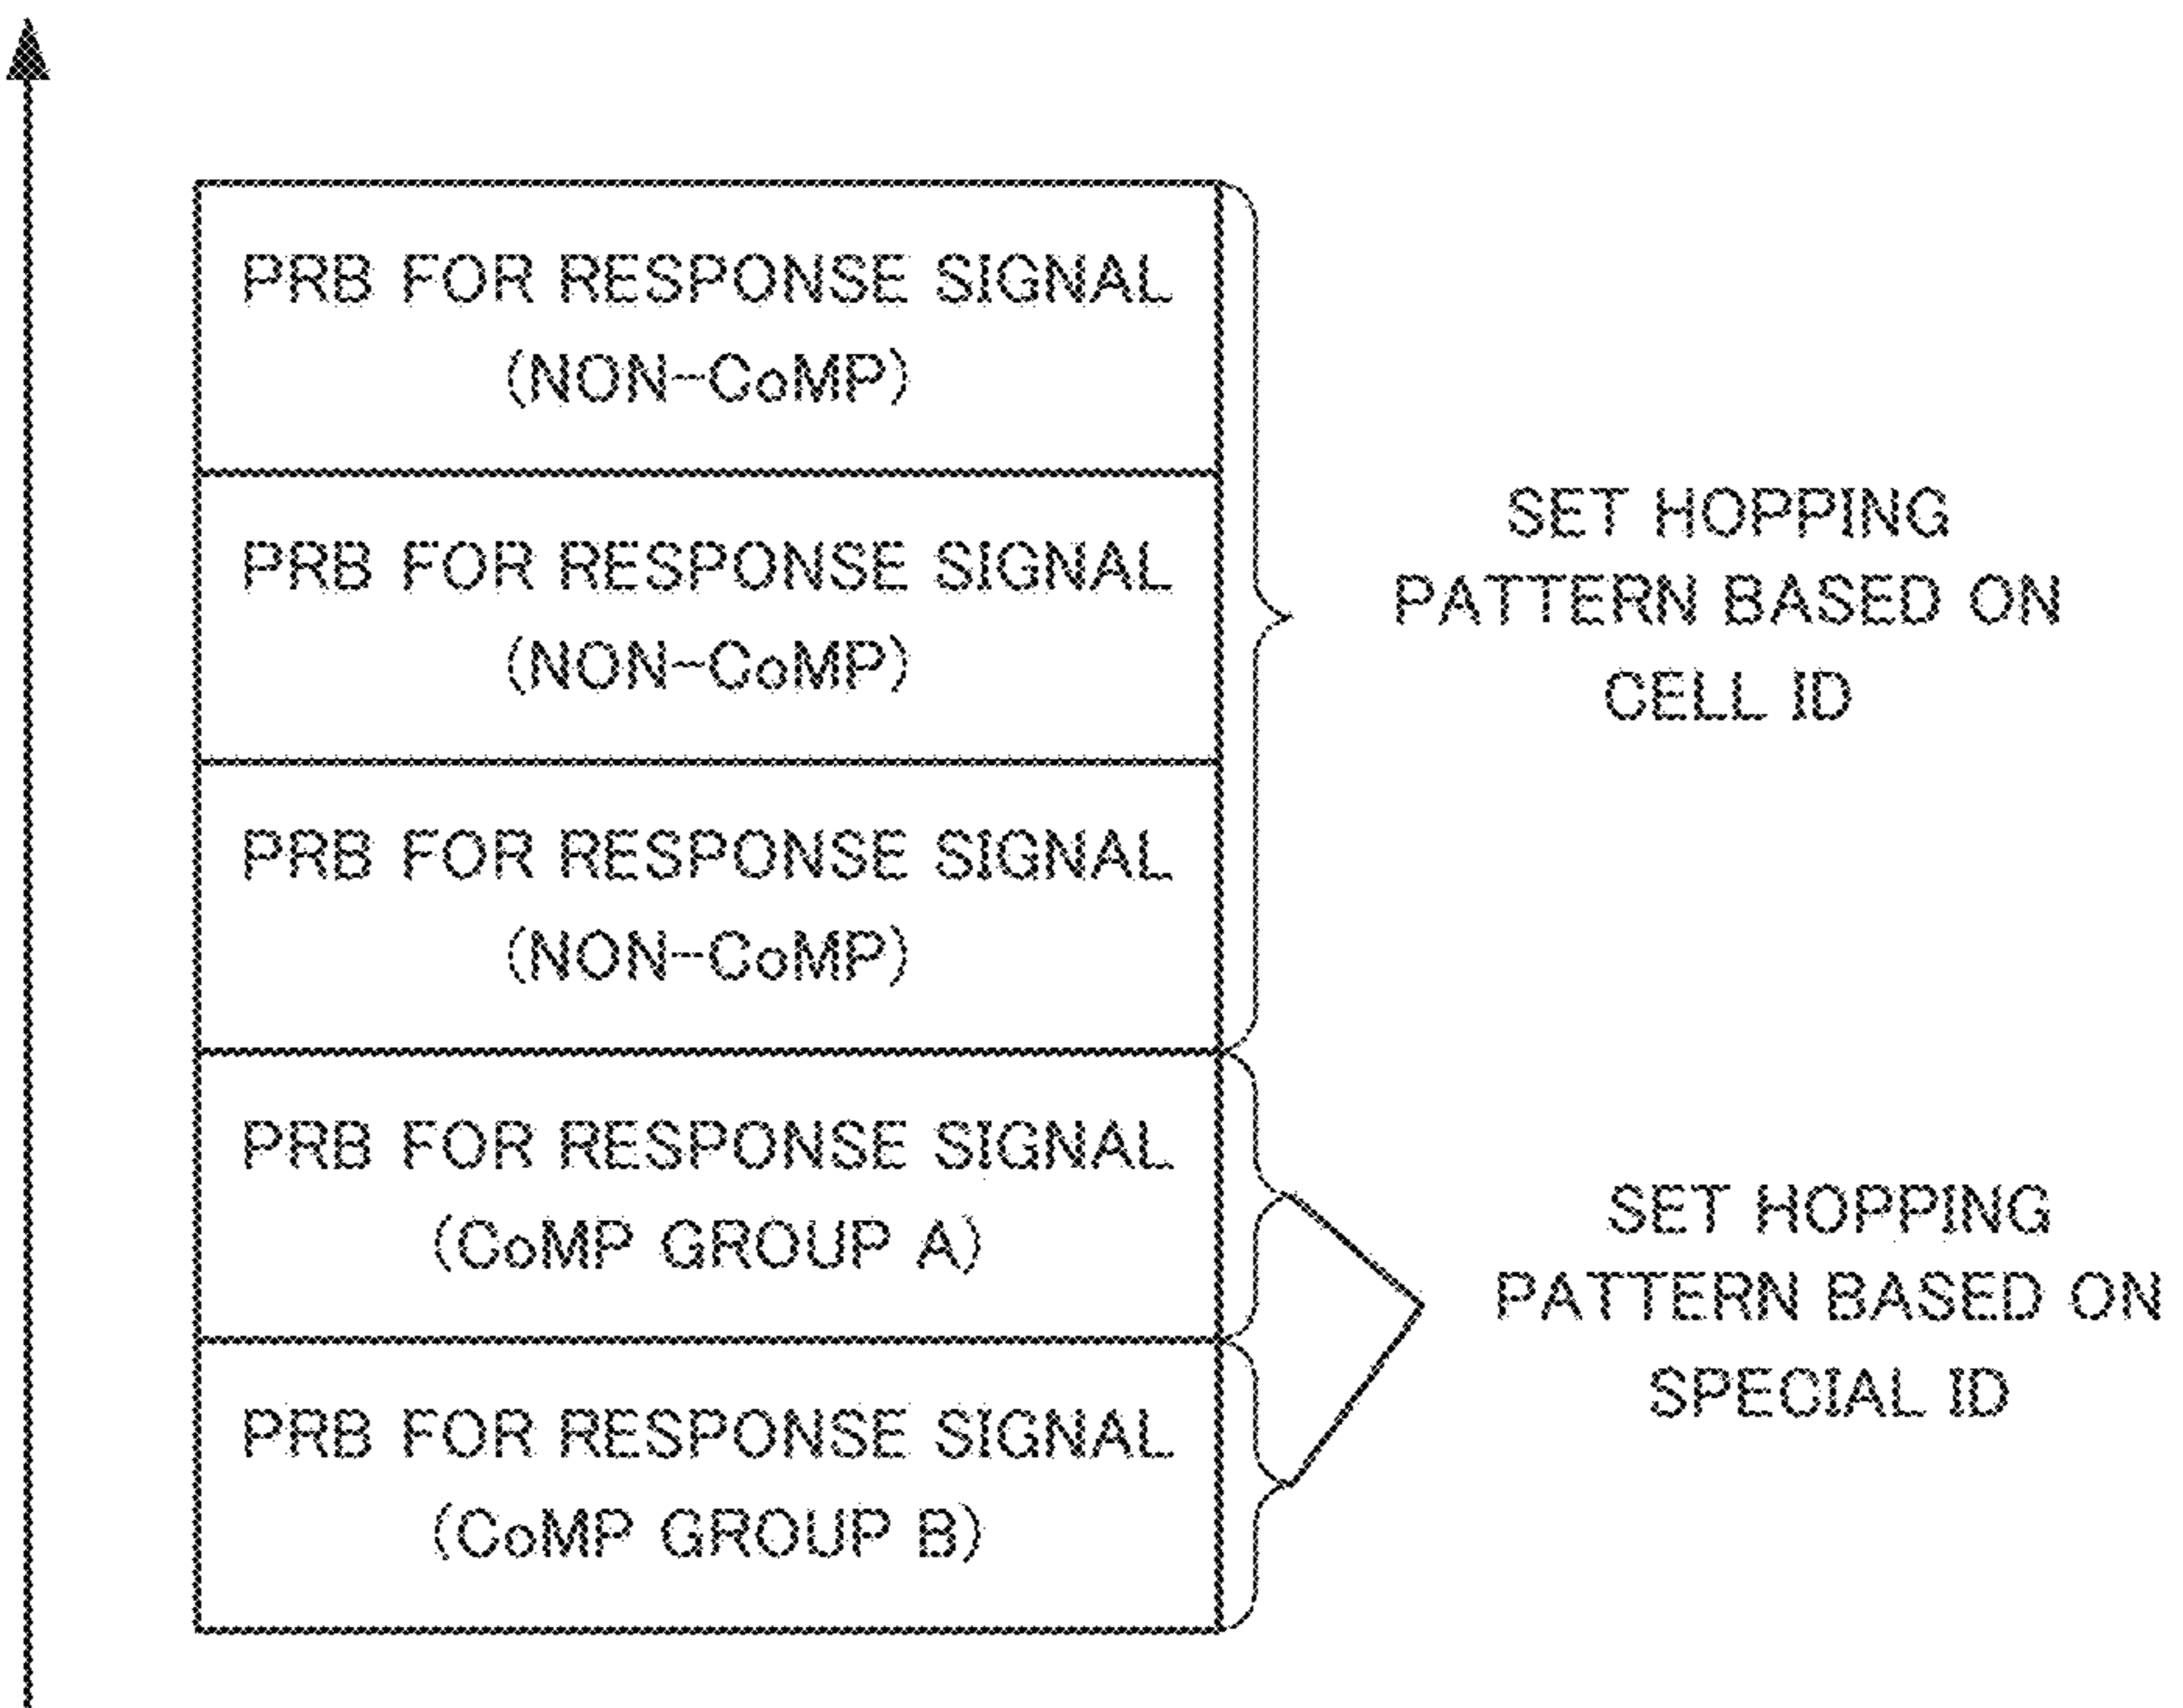 PRB FOR RESPONSE SIGNAL
(NON-CoMP)
PRB FOR RESPONSE SIGNAL
(NON-CoMP)
PRB FOR RESPONSE SIGNAL
(NON-CoMP)
SET HOPPING
PATTERN BASED ON
CELL ID
PRB FOR RESPONSE SIGNAL
(CoMP GROUP A)
PRB FOR RESPONSE SIGNAL
(CoMP GROUP B)
SET HOPPING
PATTERN BASED ON
SPECIAL ID